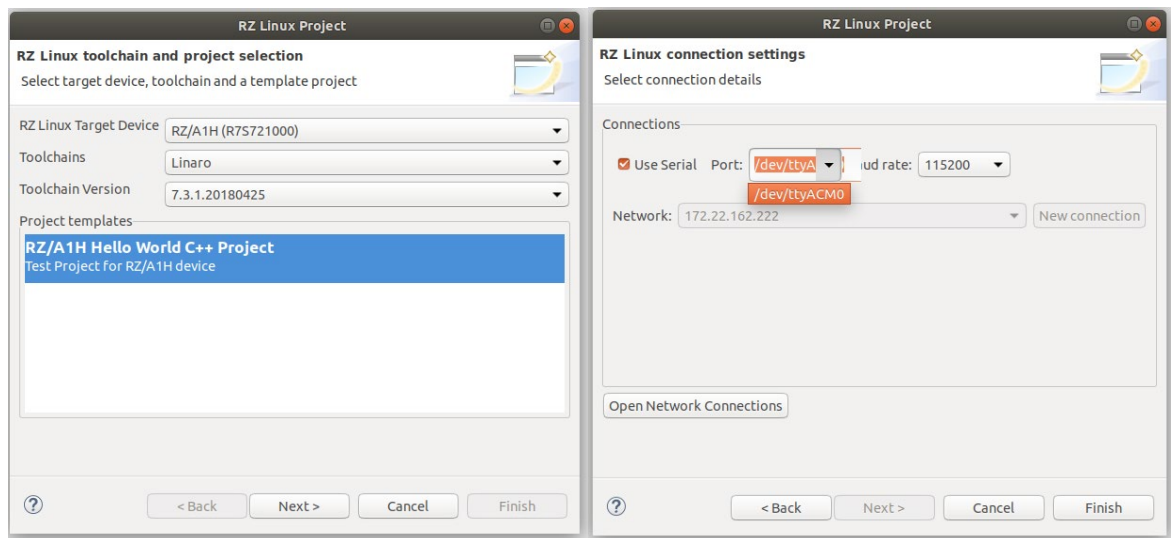 RZ Linux Project
RZ Linux toolchain and project selection
Select target device, toolchain and a template project
RZ Linux Target Device RZ/A1H (R7S721000)
Toolchains Linaro
Toolchain Version 7.3.1.20180425
Project templates
RZ/A1H Hello World C++ Project
Test Project for RZ/A1H device
< Back Next > Cancel Finish
RZ Linux Project
RZ Linux connection settings
Select connection details
Connections
Use Serial Port: /dev/ttyA ud rate: 115200
/dev/ttyACM0
Network: 172.22.162.222 New connection
Open Network Connections
< Back Next > Cancel Finish